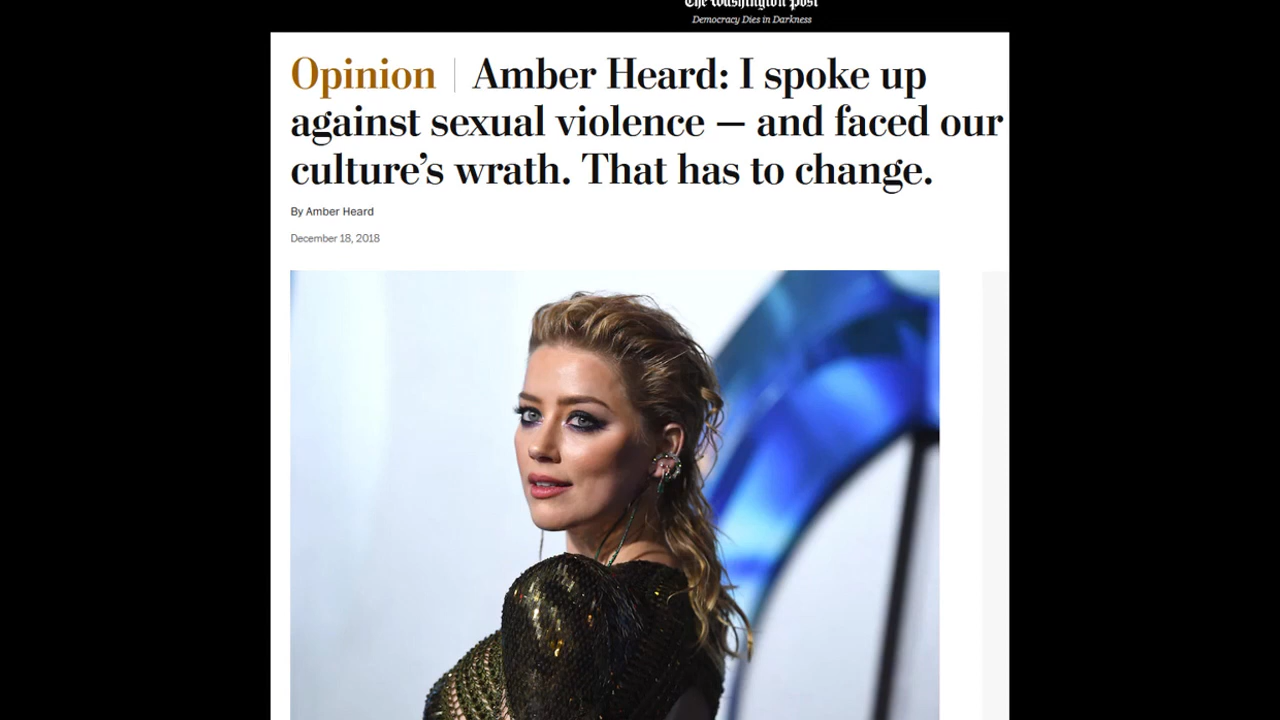 The Washington Post
Democracy Dies in Darkness
Opinion | Amber Heard: I spoke up
against sexual violence — and faced our
culture’s wrath. That has to change.
By Amber Heard
December 18, 2018